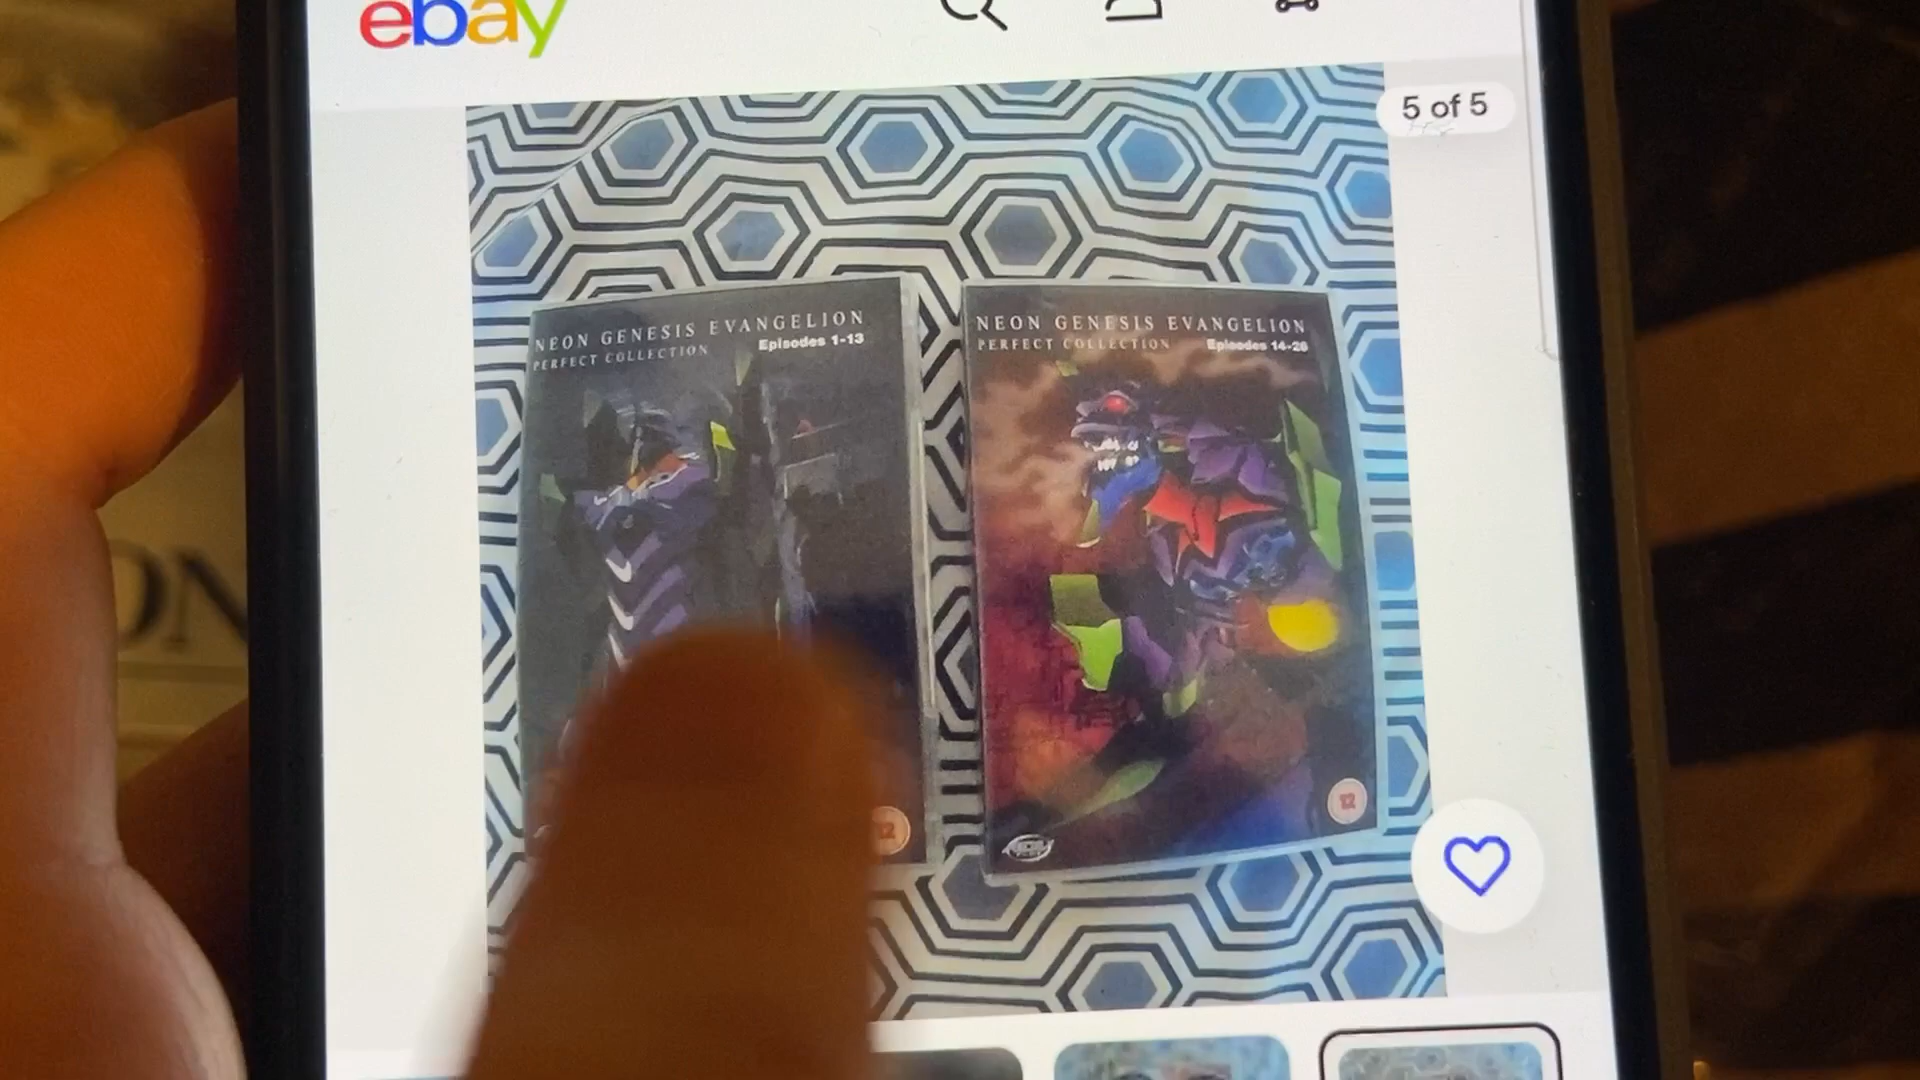 ebay
5 of 5
NEON GENESIS EVANGELION
PERFECT COLLECTION
Episodes 1-13
NEON GENESIS EVANGELION
PERFECT COLLECTION
Episodes 14-26
12
12
ON